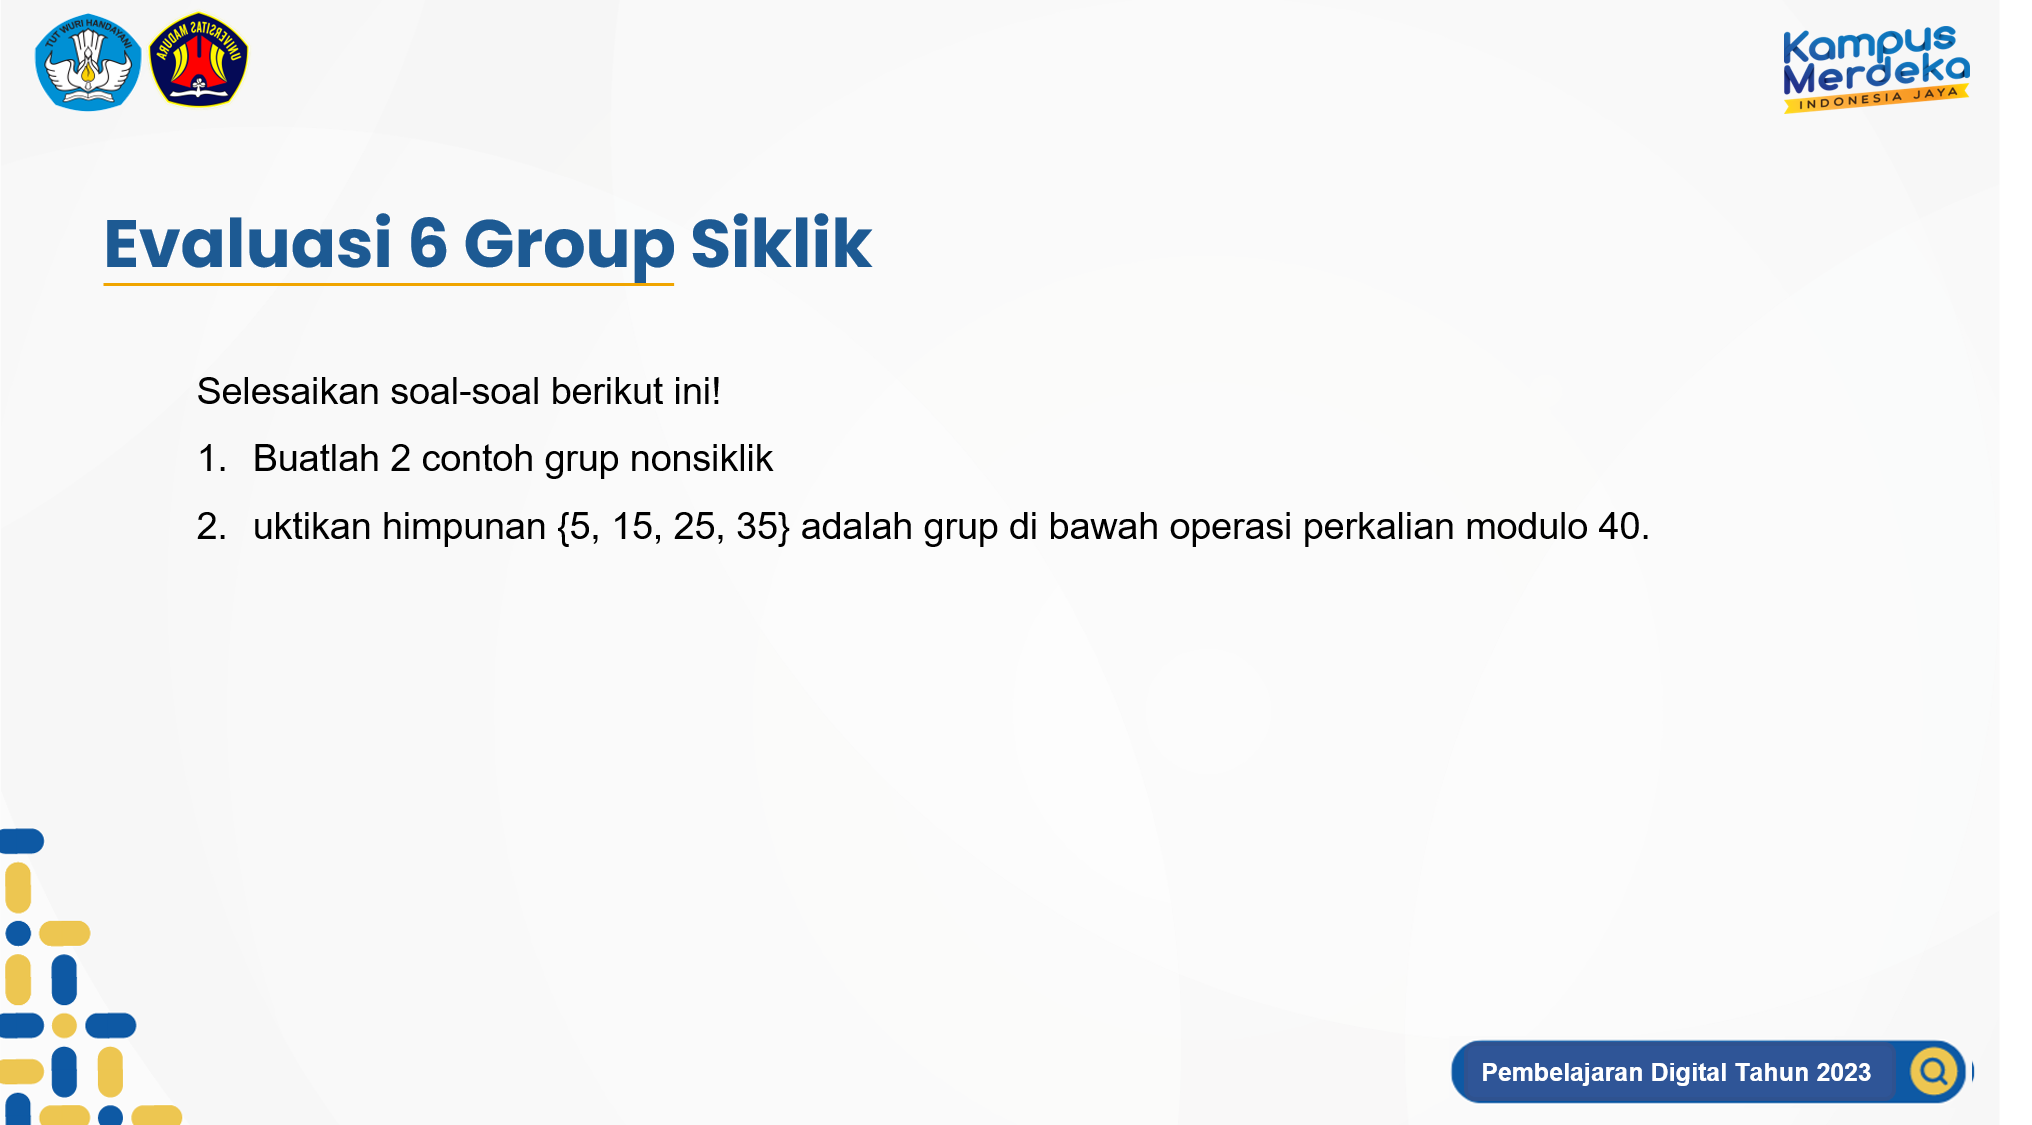 TUT WURI HANDAYANI
UNIVERSITAS MADURA
Kampus
Merdeka
INDONESIA JAYA
Evaluasi 6 Group Siklik
Selesaikan soal-soal berikut ini!
1. Buatlah 2 contoh grup nonsiklik
2. uktikan himpunan {5, 15, 25, 35} adalah grup di bawah operasi perkalian modulo 40.
Pembelajaran Digital Tahun 2023